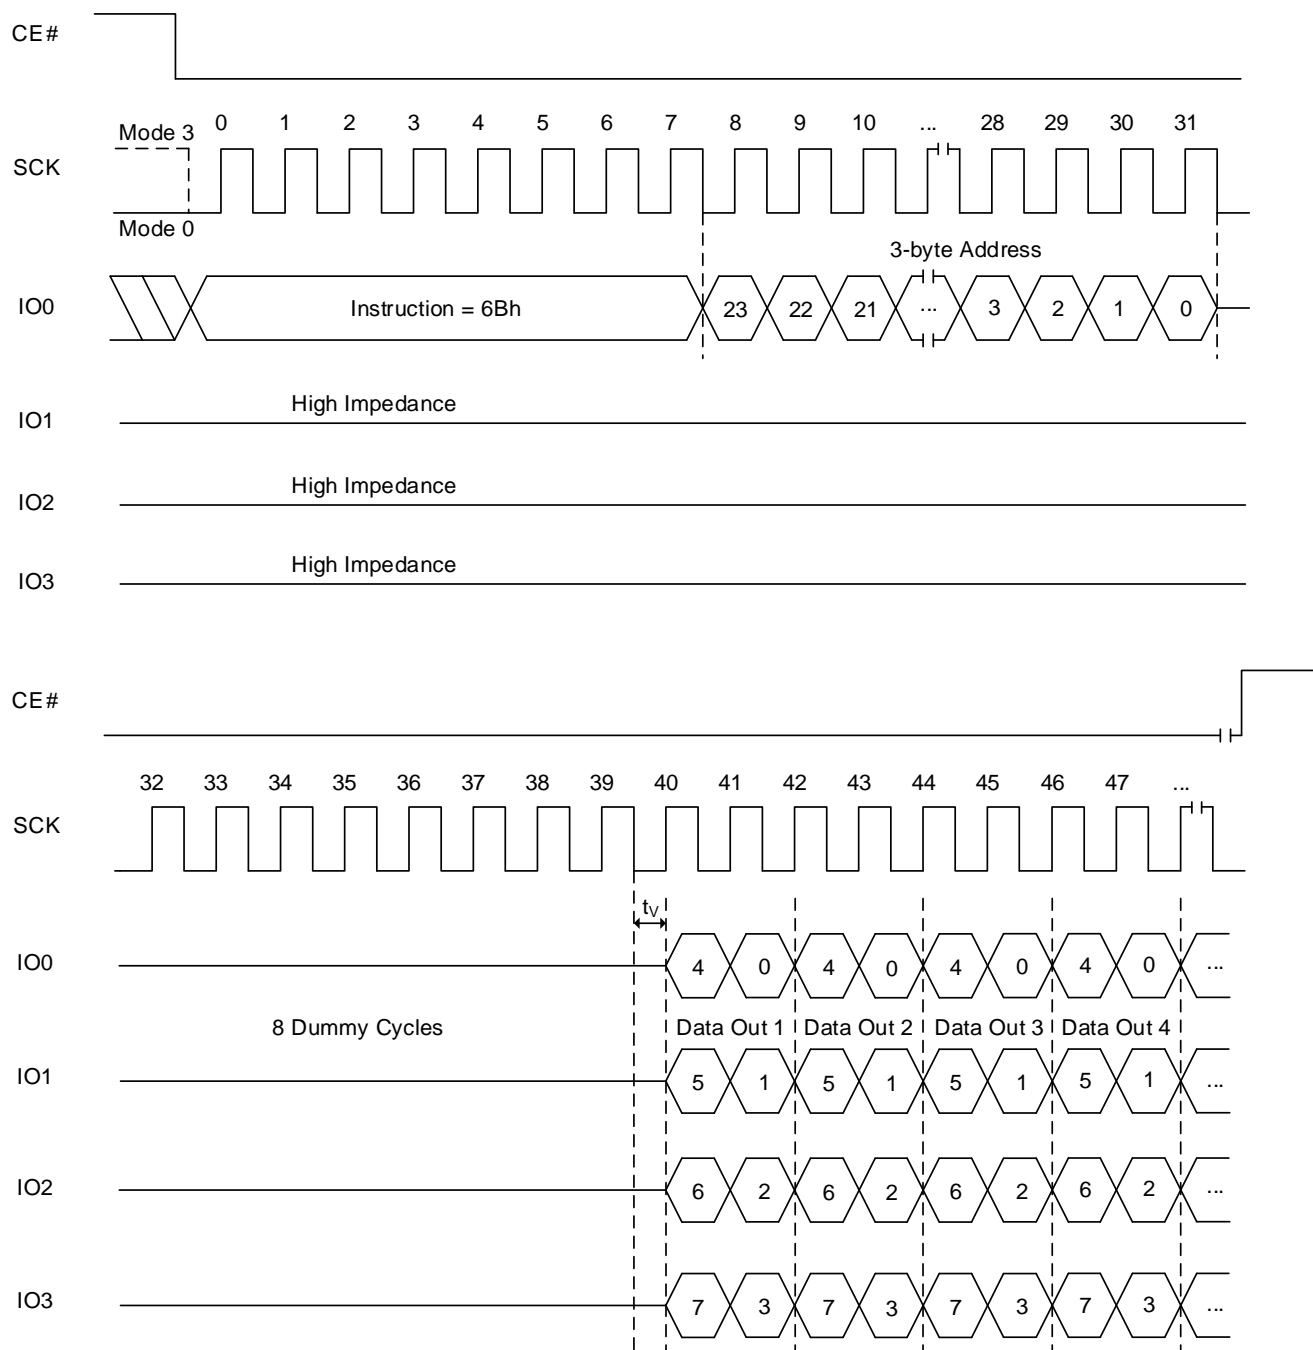 CE#
Mode 3
0 1 2 3 4 5 6 7 8 9 10 ... 28 29 30 31
SCK
Mode 0
3-byte Address
IO0
Instruction = 6Bh
23 22 21 ... 3 2 1 0
High Impedance
IO1
High Impedance
IO2
High Impedance
IO3
CE#
32 33 34 35 36 37 38 39 40 41 42 43 44 45 46 47 ...
SCK
tV
IO0
4 0 4 0 4 0 4 0 ...
8 Dummy Cycles
Data Out 1 Data Out 2 Data Out 3 Data Out 4
IO1
5 1 5 1 5 1 5 1 ...
IO2
6 2 6 2 6 2 6 2 ...
IO3
7 3 7 3 7 3 7 3 ...